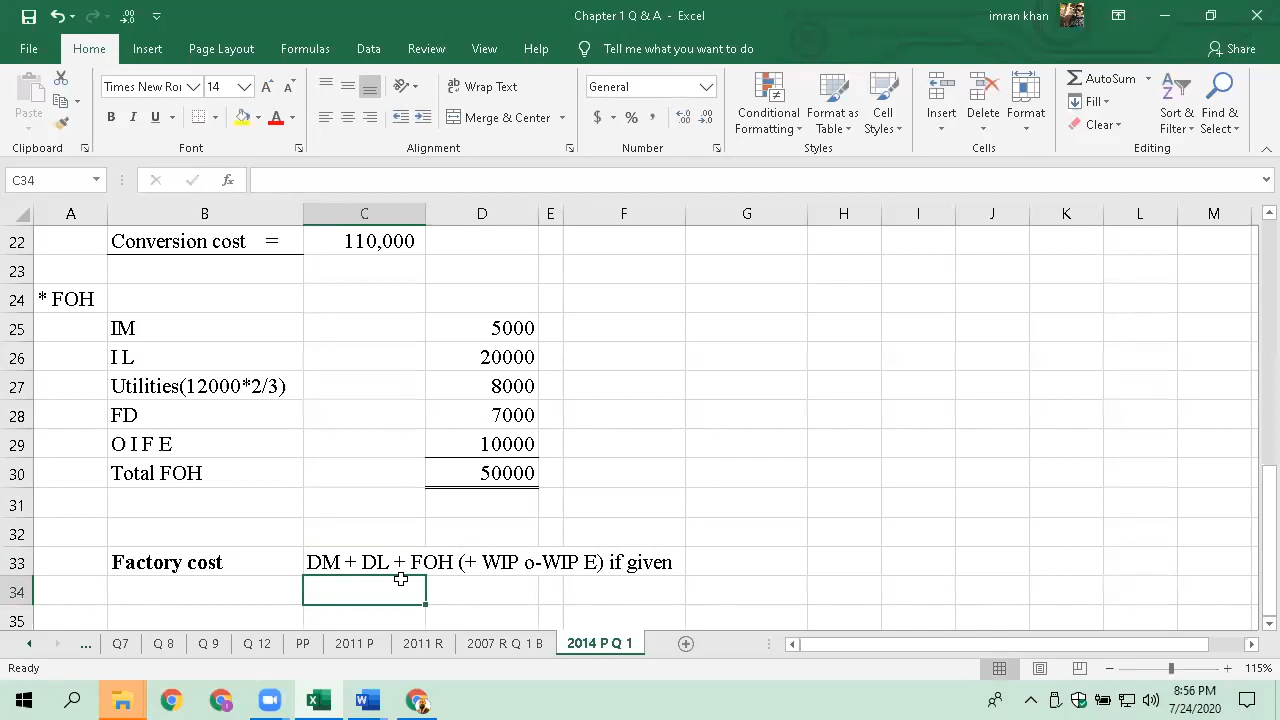 Chapter 1 Q & A - Excel
imran khan
File Home Insert Page Layout Formulas Data Review View Help Tell me what you want to do Share
Paste
Clipboard
Times New Ro 14
B I U
Font
Wrap Text
Merge & Center
Alignment
General
$ % ,
Number
Conditional Formatting
Format as Table
Cell Styles
Styles
Insert Delete Format
Cells
AutoSum
Fill
Clear
Sort & Filter
Find & Select
Editing
C34
fx
A B C D E F G H I J K L M
22 Conversion cost = 110,000
23
24 * FOH
25 IM 5000
26 I L 20000
27 Utilities(12000*2/3) 8000
28 FD 7000
29 O I F E 10000
30 Total FOH 50000
31
32
33 Factory cost DM + DL + FOH (+ WIP o-WIP E) if given
34
35
... Q7 Q 8 Q 9 Q 12 PP 2011 P 2011 R 2007 R Q 1 B 2014 P Q 1
Ready
115%
8:56 PM
7/24/2020